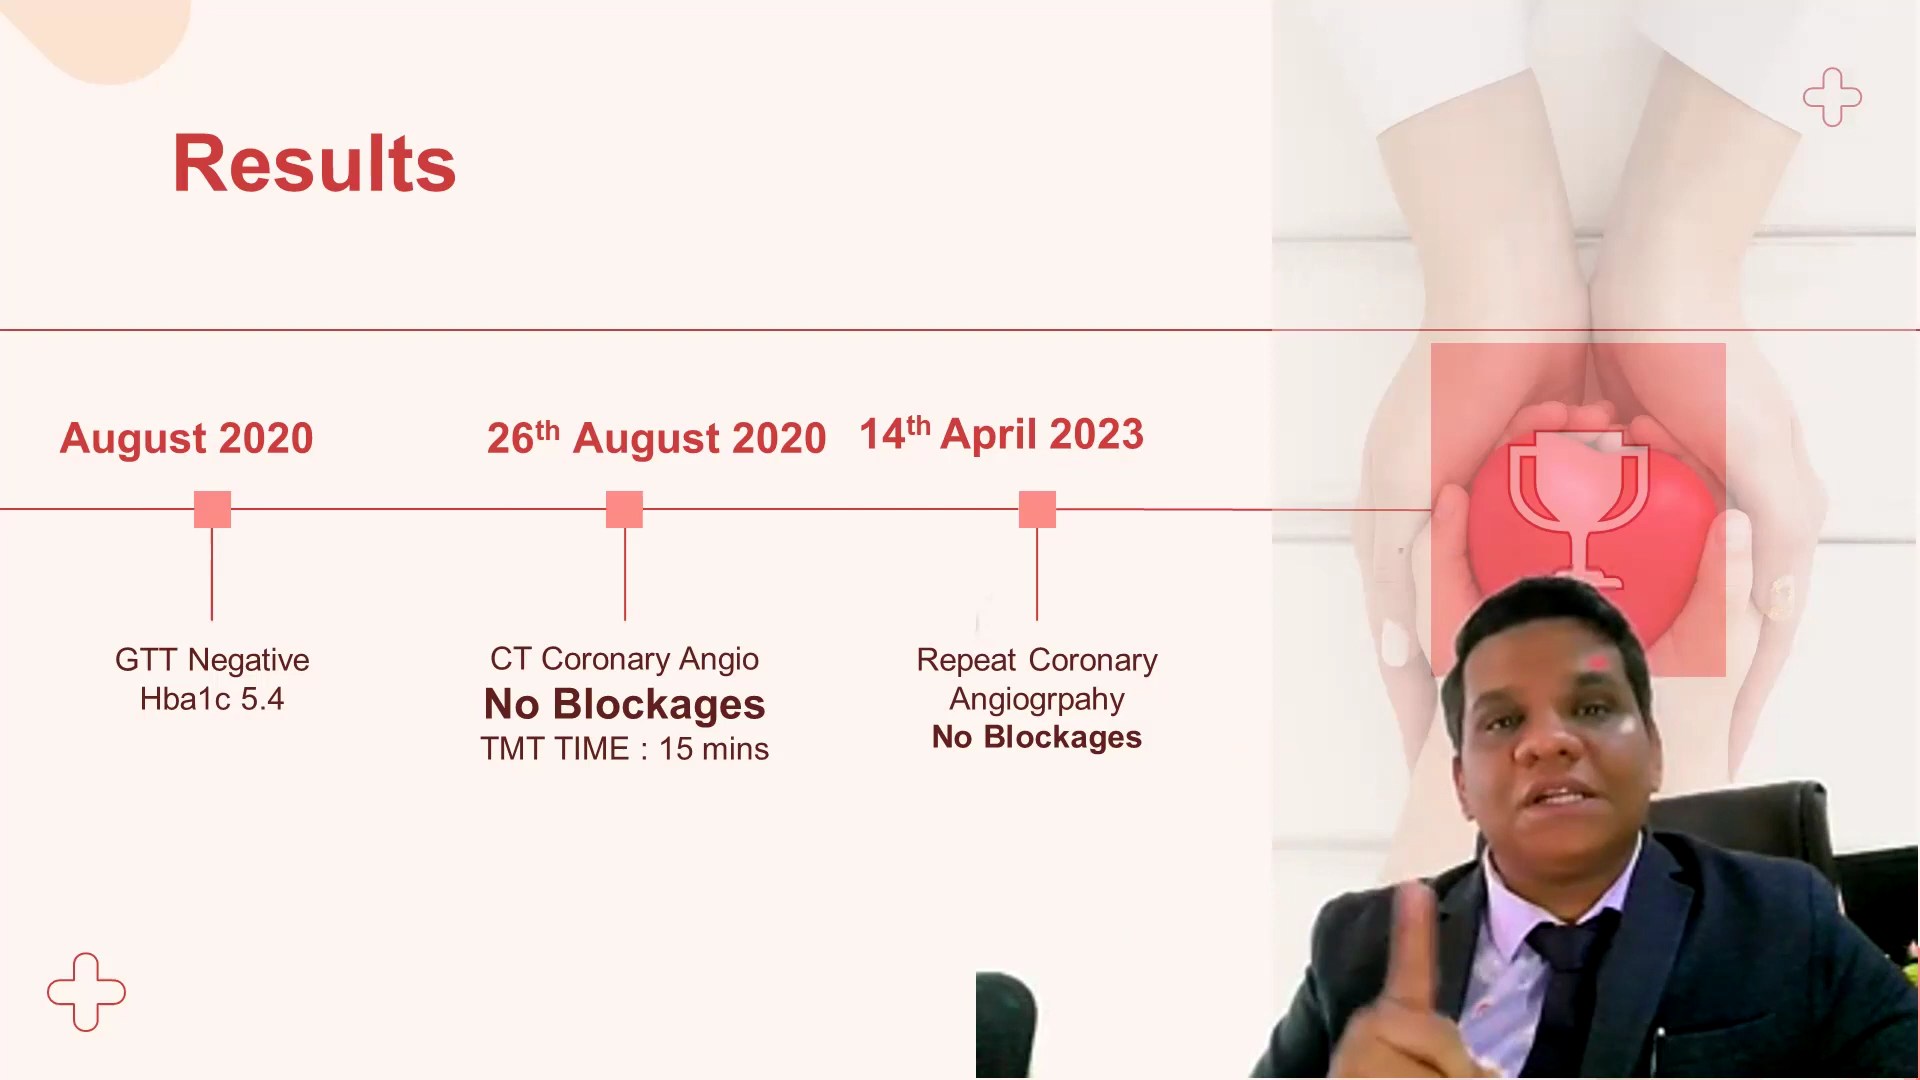 Results
August 2020
26th August 2020
14th April 2023
GTT Negative
Hba1c 5.4
CT Coronary Angio
No Blockages
TMT TIME : 15 mins
Repeat Coronary
Angiogrpahy
No Blockages